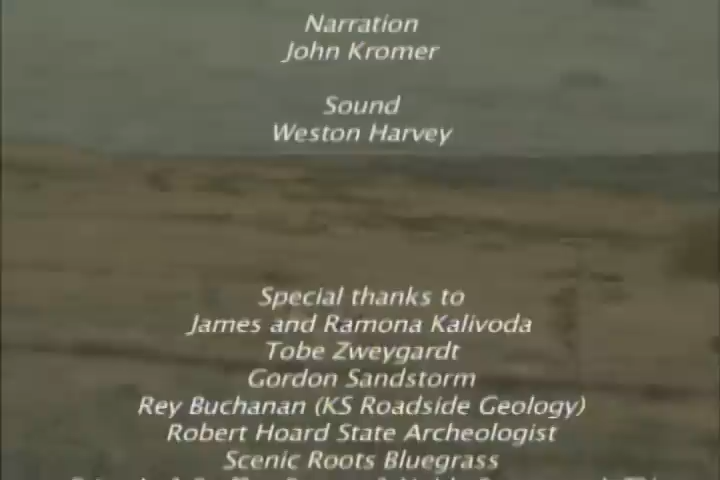 Narration
John Kromer
Sound
Weston Harvey
Special thanks to
James and Ramona Kalivoda
Tobe Zweygardt
Gordon Sandstorm
Rey Buchanan (KS Roadside Geology)
Robert Hoard State Archeologist
Scenic Roots Bluegrass